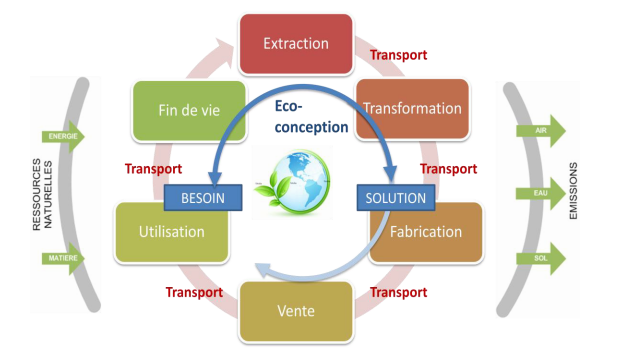 Extraction
Transport
Fin de vie
Eco-
conception
Transformation
ENERGIE
AIR
Transport
Transport
RESSOURCES
NATURELLES
BESOIN
SOLUTION
EAU
EMISSIONS
Utilisation
Fabrication
MATIERE
SOL
Transport
Transport
Vente